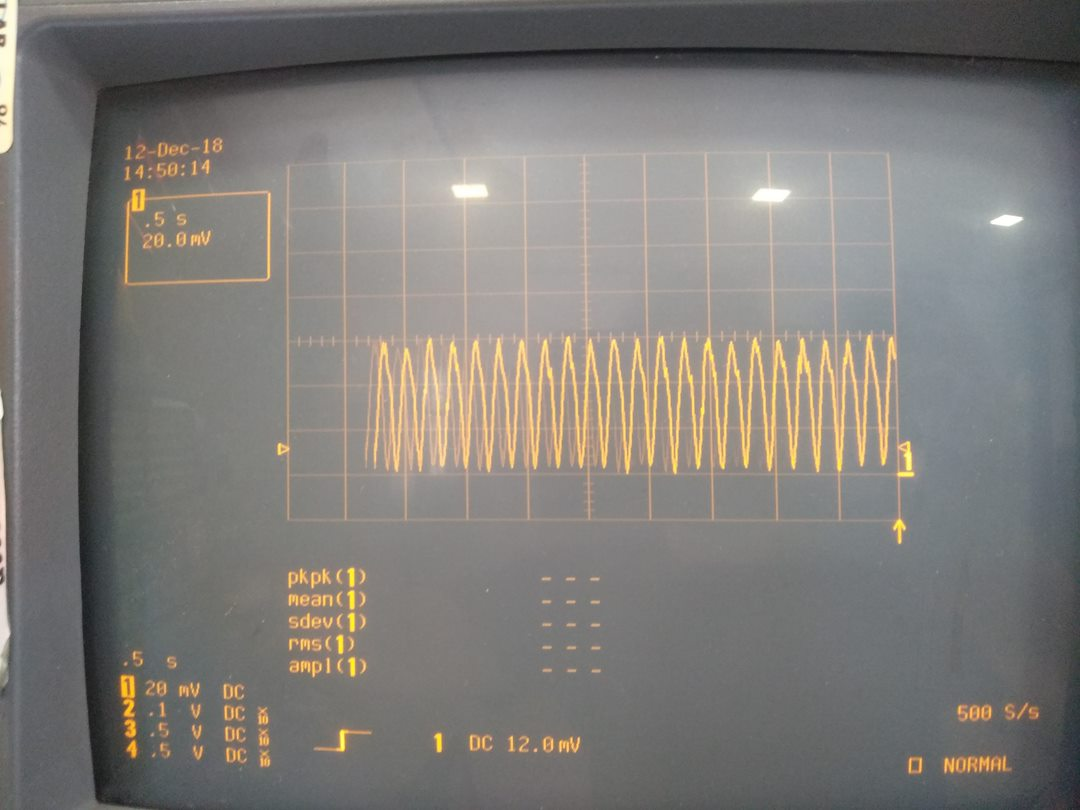 12-Dec-18
14:50:14
1
.5 s
20.0mV
1
pkpk(1) - - -
mean(1) - - -
sdev(1) - - -
rms(1) - - -
ampl(1) - - -
.5 s
1 20 mV DC
2 .1 V DC
3 .5 V DC
4 .5 V DC
1 DC 12.0mV
500 S/s
NORMAL